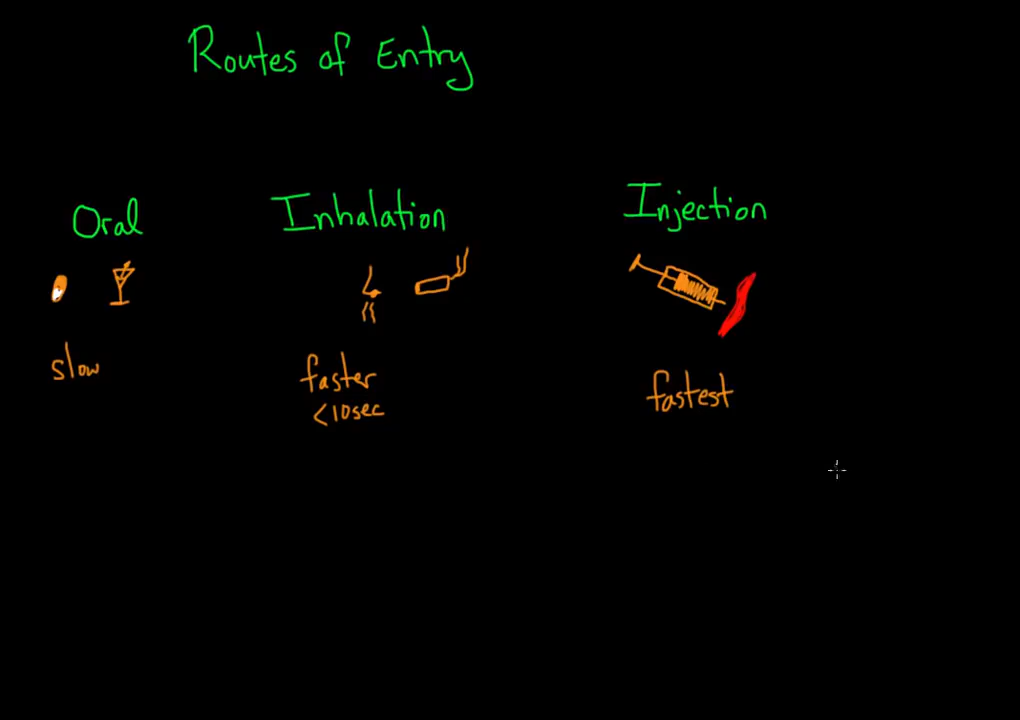 Routes of Entry
Oral
Inhalation
Injection
slow
faster
<10sec
fastest